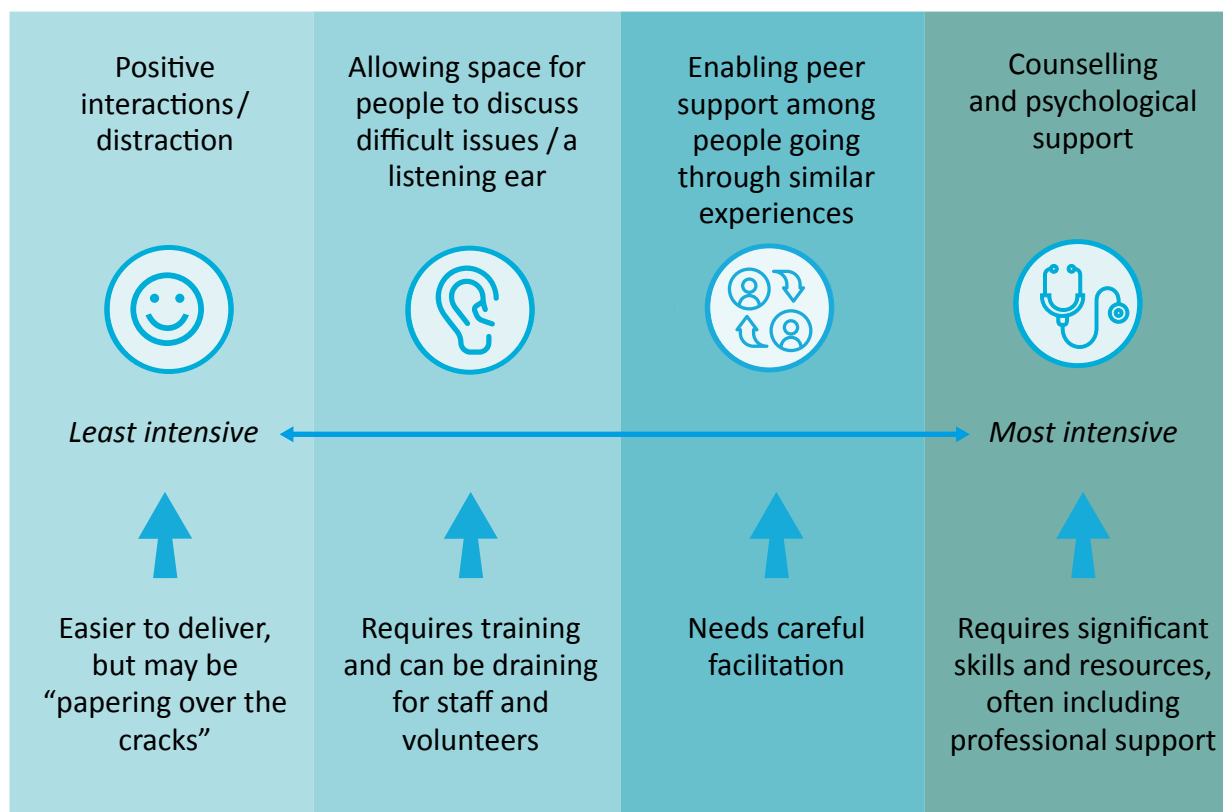 Positive
interactions / 
distraction
Allowing space for
people to discuss
difficult issues / a
listening ear
Enabling peer
support among
people going
through similar
experiences
Counselling
and psychological
support
Least intensive
Most intensive
Easier to deliver,
but may be
“papering over the
cracks”
Requires training
and can be draining
for staff and
volunteers
Needs careful
facilitation
Requires significant
skills and resources,
often including
professional support